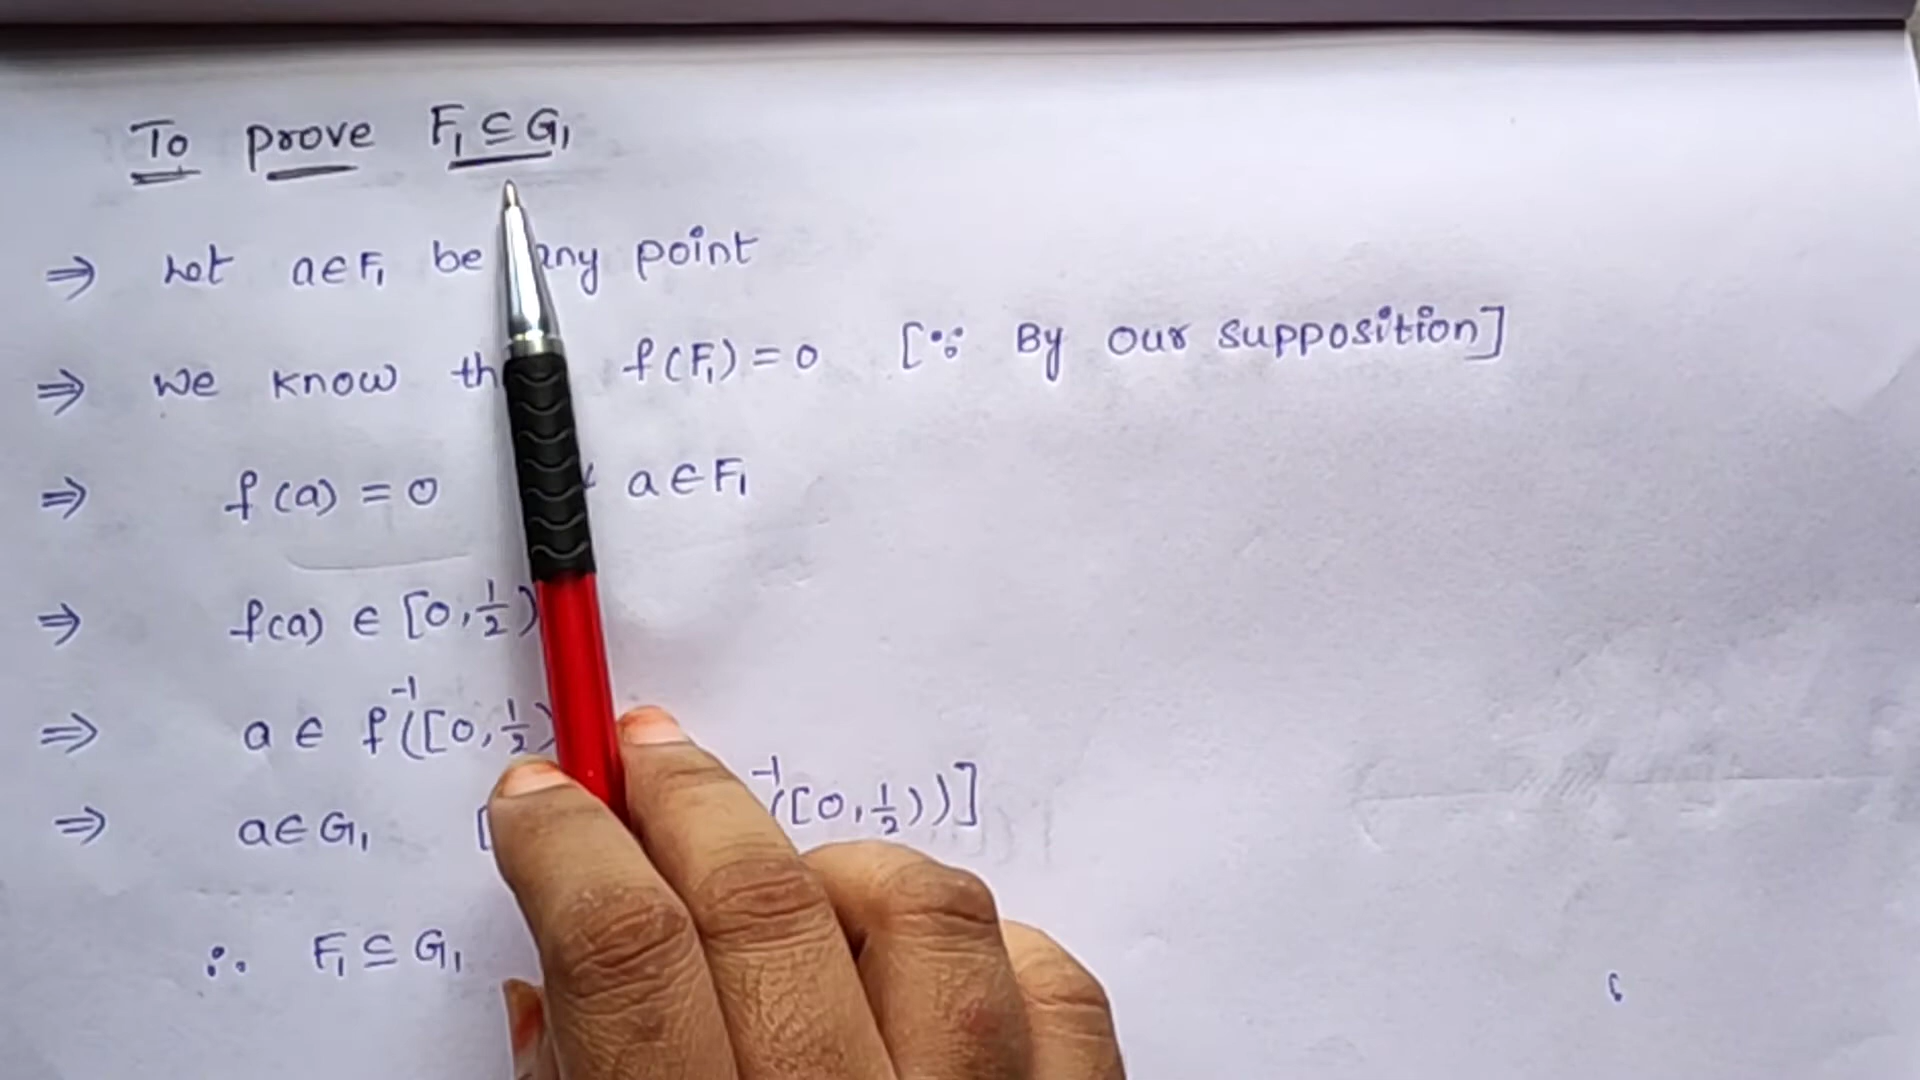 To prove F₁ ⊆ G₁
⇒ Let a∈F₁ be any point
⇒ We know f(F₁) = 0 [∵ By our supposition]
⇒ f(a) = 0 a∈F₁
⇒ f(a) ∈ [0, 1/2)
⇒ a ∈ f⁻¹([0, 1/2)
⇒ a∈G₁ [ ⁻¹([0, 1/2))]
∴ F₁ ⊆ G₁